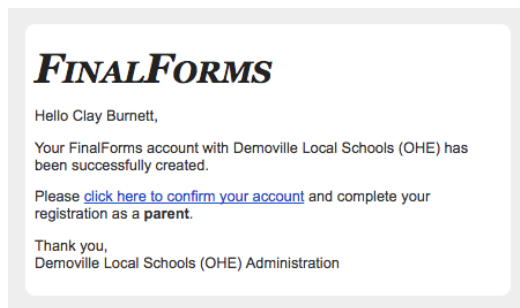 FINALFORMS
Hello Clay Burnett,
Your FinalForms account with Demoville Local Schools (OHE) has
been successfully created.
Please click here to confirm your account and complete your
registration as a parent.
Thank you,
Demoville Local Schools (OHE) Administration